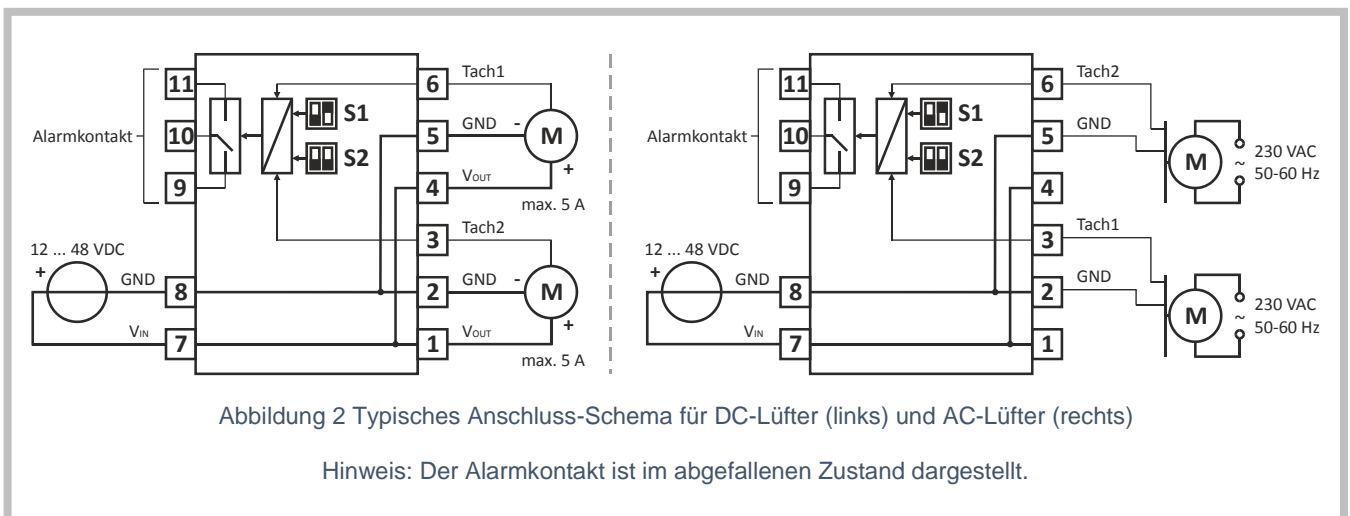 11
10
9
Alarmkontakt
S1
S2
6
Tach1
5
GND
-
M
+
4
VOUT
max. 5 A
3
Tach2
2
GND
-
M
+
1
VOUT
max. 5 A
12 ... 48 VDC
+
GND
8
VIN
7
11
10
9
Alarmkontakt
S1
S2
6
Tach2
5
GND
4
M
230 VAC
~
50-60 Hz
3
Tach1
2
GND
1
M
230 VAC
~
50-60 Hz
12 ... 48 VDC
+
GND
8
VIN
7
Abbildung 2 Typisches Anschluss-Schema für DC-Lüfter (links) und AC-Lüfter (rechts)
Hinweis: Der Alarmkontakt ist im abgefallenen Zustand dargestellt.